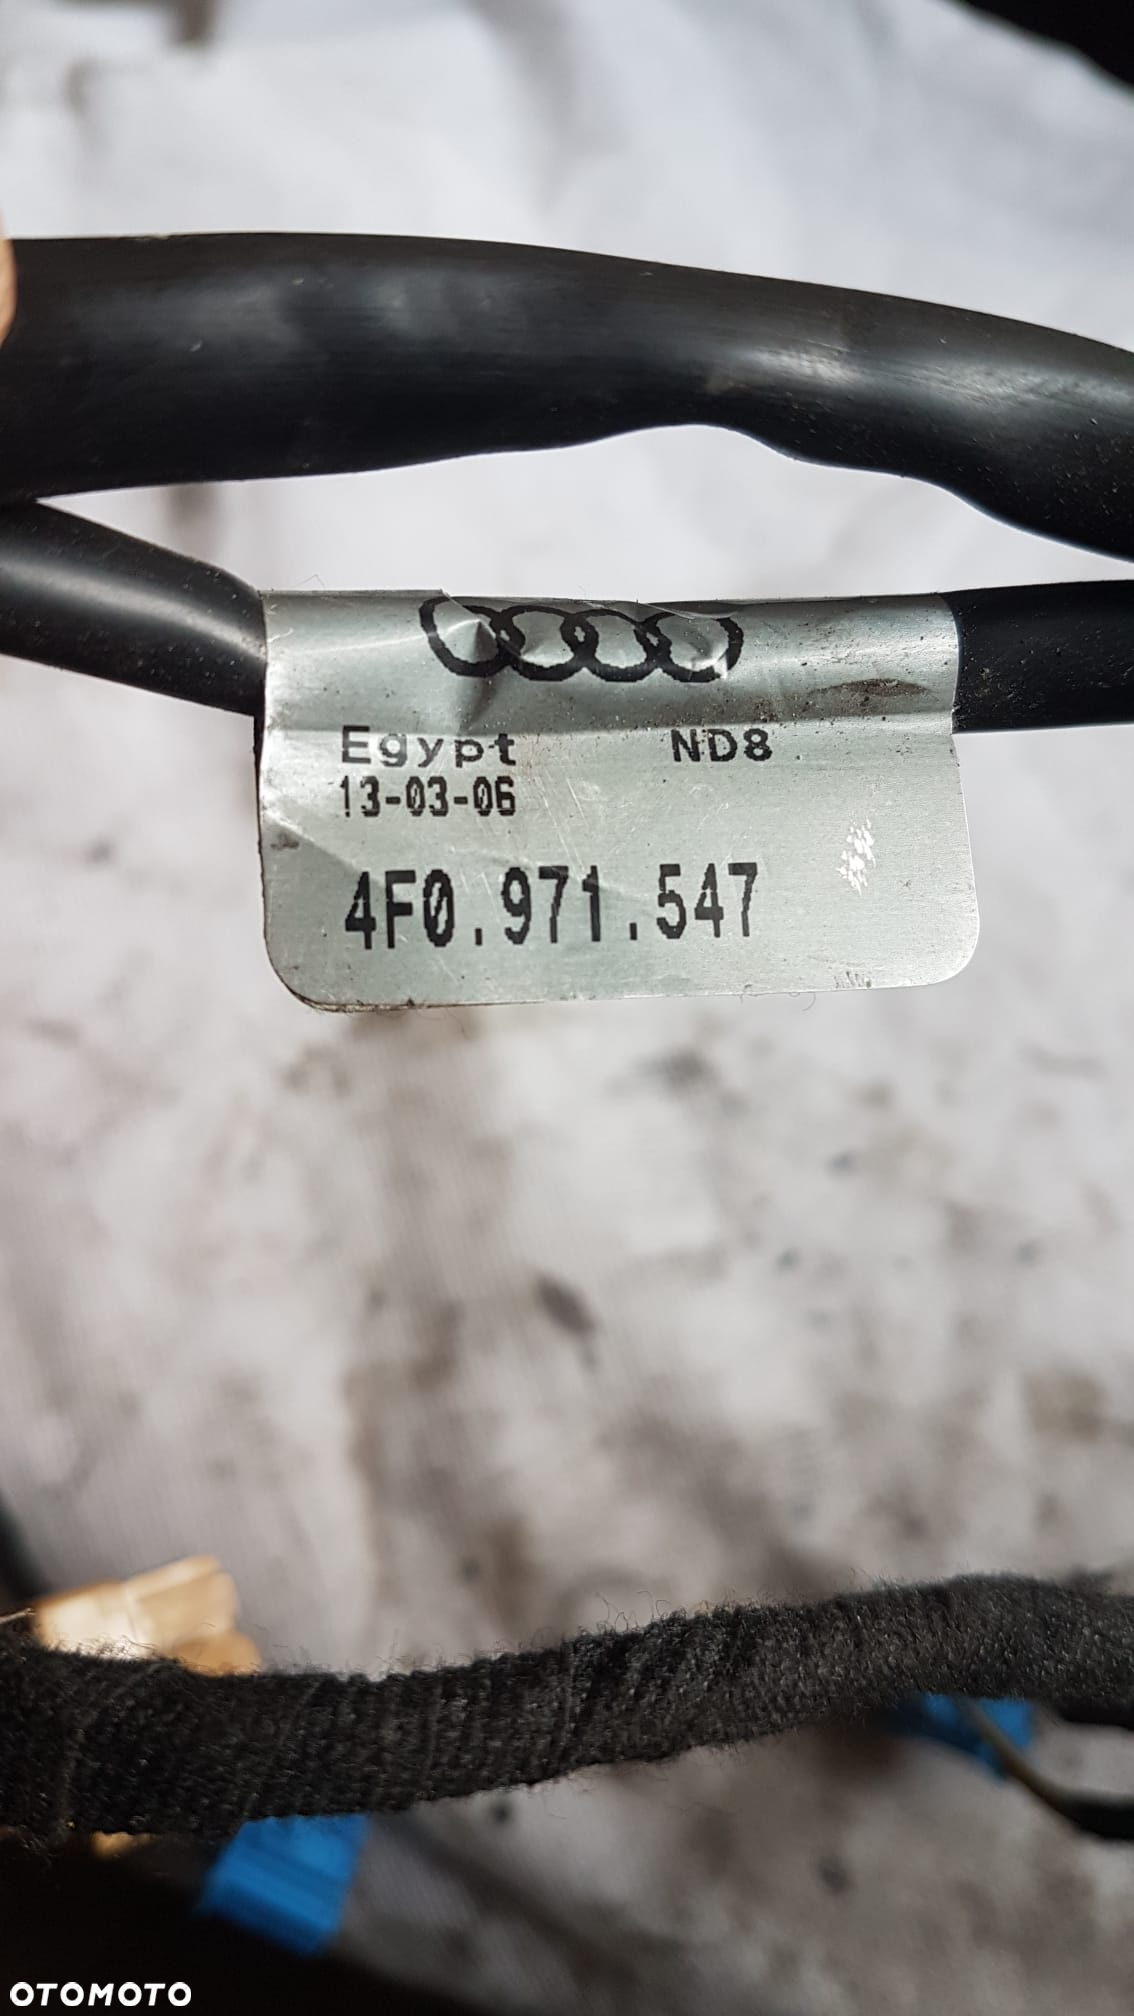 Egypt ND8
13-03-06
4F0.971.547
OTOMOTO